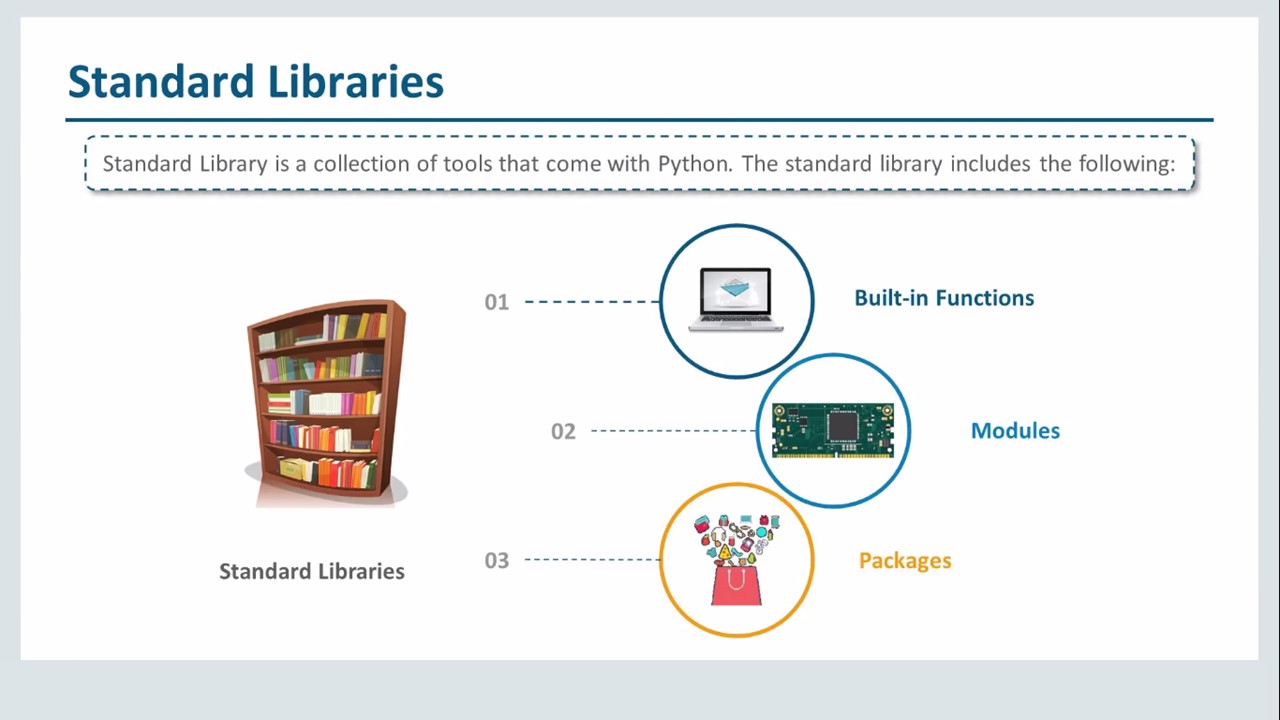 Standard Libraries
Standard Library is a collection of tools that come with Python. The standard library includes the following:
01
Built-in Functions
02
Modules
03
Packages
Standard Libraries